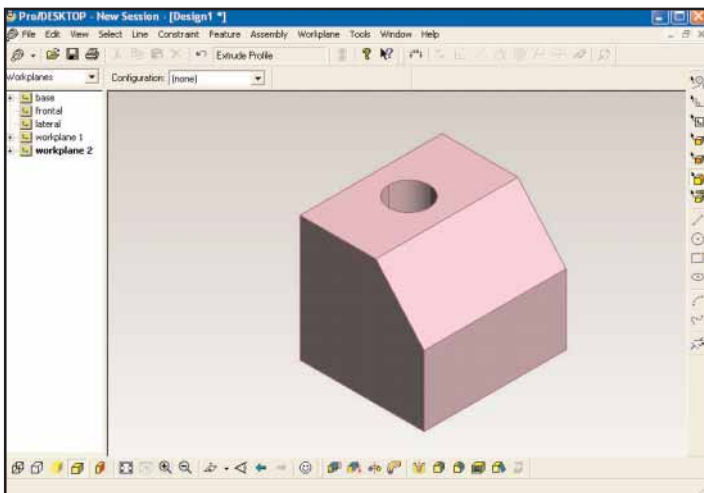 Pro/DESKTOP - New Session - [Design1 *]
File Edit View Select Line Constraint Feature Assembly Workplane Tools Window Help
Extrude Profile
Workplanes
Configuration: (none)
base
frontal
lateral
workplane 1
workplane 2